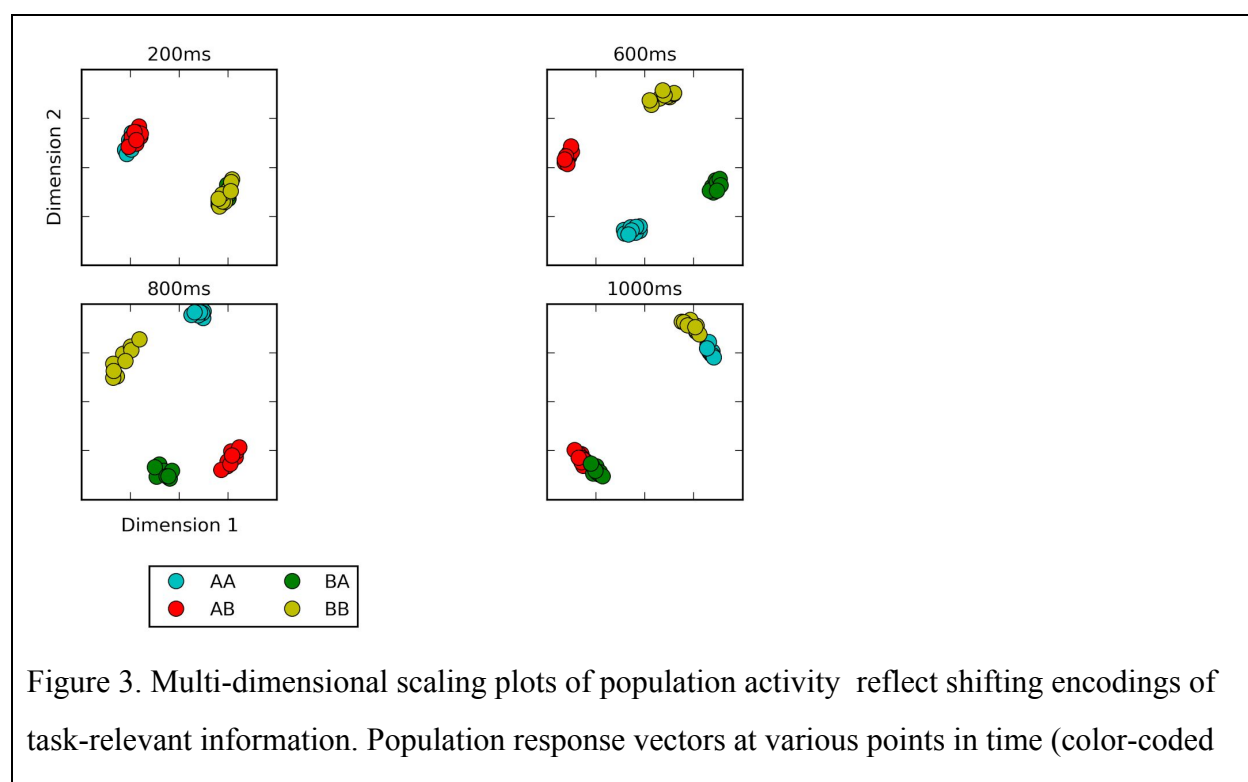 200ms
600ms
Dimension 2
800ms
1000ms
Dimension 1
AA BA
AB BB
Figure 3. Multi-dimensional scaling plots of population activity reflect shifting encodings of
task-relevant information. Population response vectors at various points in time (color-coded